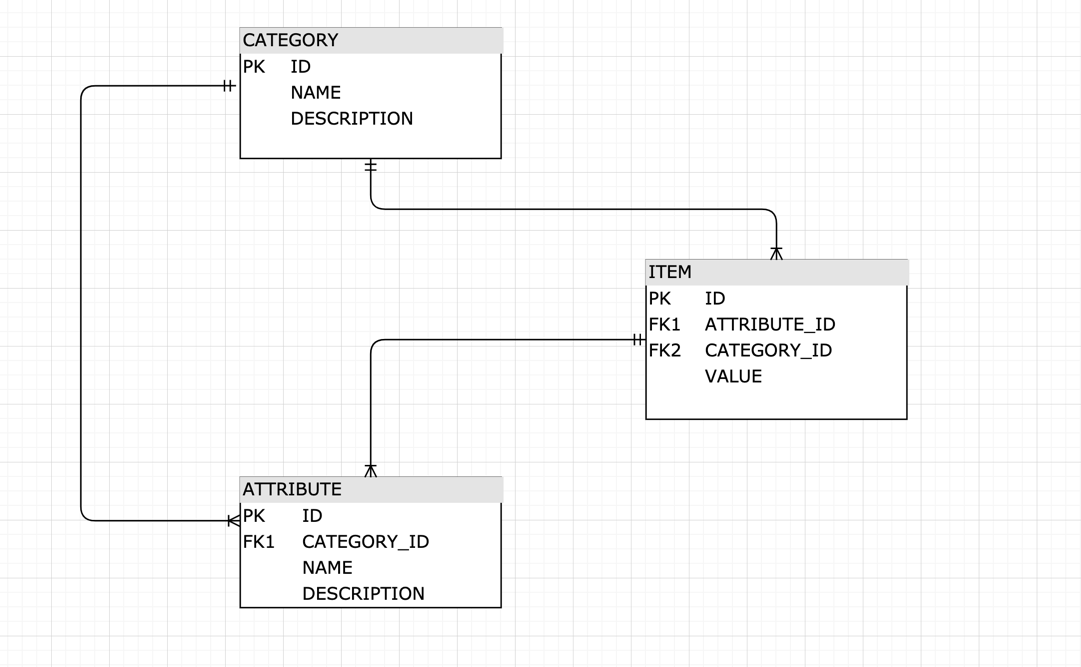 CATEGORY
PK ID
NAME
DESCRIPTION
ITEM
PK ID
FK1 ATTRIBUTE_ID
FK2 CATEGORY_ID
VALUE
ATTRIBUTE
PK ID
FK1 CATEGORY_ID
NAME
DESCRIPTION